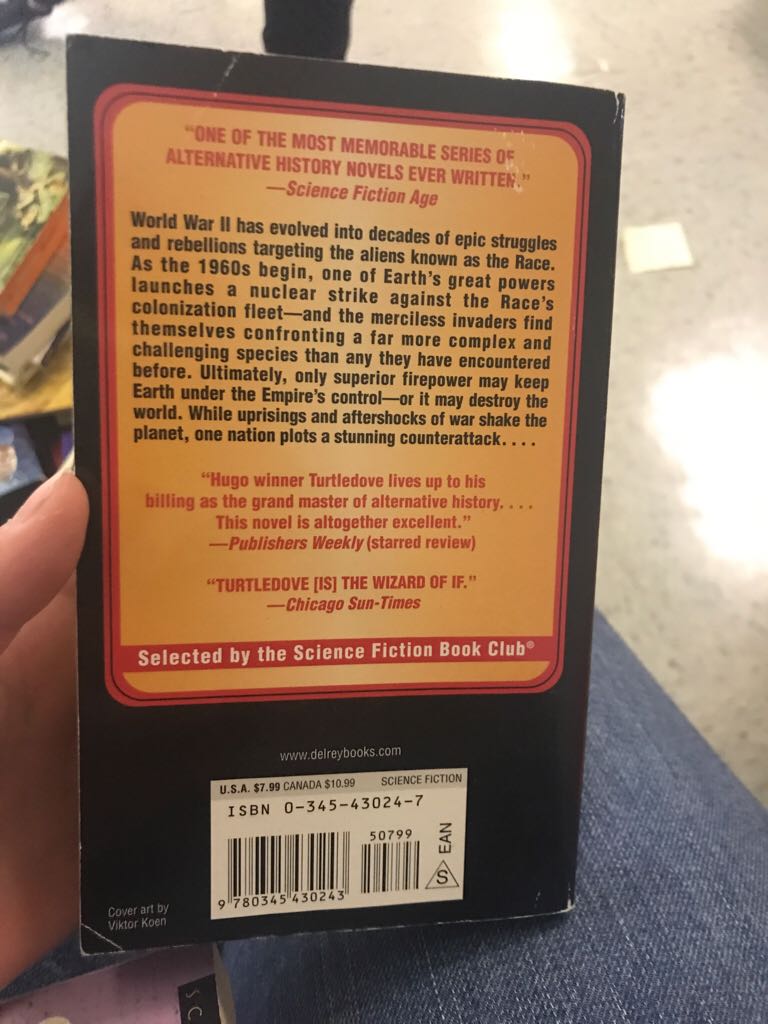 “ONE OF THE MOST MEMORABLE SERIES OF
ALTERNATIVE HISTORY NOVELS EVER WRITTEN.”
—Science Fiction Age
World War II has evolved into decades of epic struggles
and rebellions targeting the aliens known as the Race.
As the 1960s begin, one of Earth’s great powers
launches a nuclear strike against the Race’s
colonization fleet—and the merciless invaders find
themselves confronting a far more complex and
challenging species than any they have encountered
before. Ultimately, only superior firepower may keep
Earth under the Empire’s control—or it may destroy the
world. While uprisings and aftershocks of war shake the
planet, one nation plots a stunning counterattack. . . .
“Hugo winner Turtledove lives up to his
billing as the grand master of alternative history. . . .
This novel is altogether excellent.”
—Publishers Weekly (starred review)
“TURTLEDOVE [IS] THE WIZARD OF IF.”
—Chicago Sun-Times
Selected by the Science Fiction Book Club®
www.delreybooks.com
U.S.A. $7.99 CANADA $10.99 SCIENCE FICTION
ISBN 0-345-43024-7
50799
EAN
S
9 780345 430243
Cover art by
Viktor Koen
SC